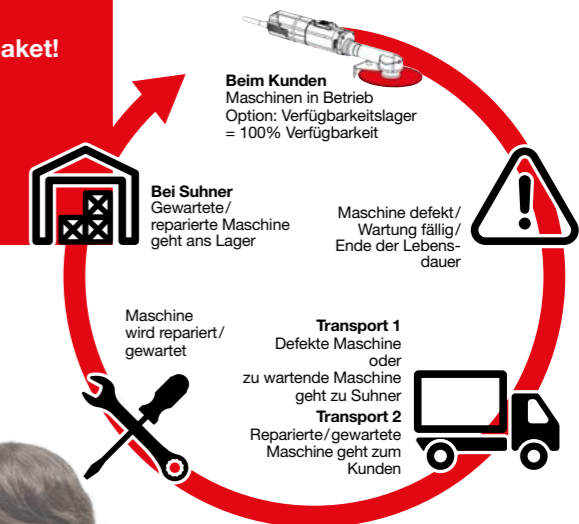 aket!
Beim Kunden
Maschinen in Betrieb
Option: Verfügbarkeitslager
= 100% Verfügbarkeit
Maschine defekt/
Wartung fällig/
Ende der Lebens-
dauer
Transport 1
Defekte Maschine
oder
zu wartende Maschine
geht zu Suhner
Transport 2
Reparierte/gewartete
Maschine geht zum
Kunden
Maschine
wird repariert/
gewartet
Bei Suhner
Gewartete/
reparierte Maschine
geht ans Lager